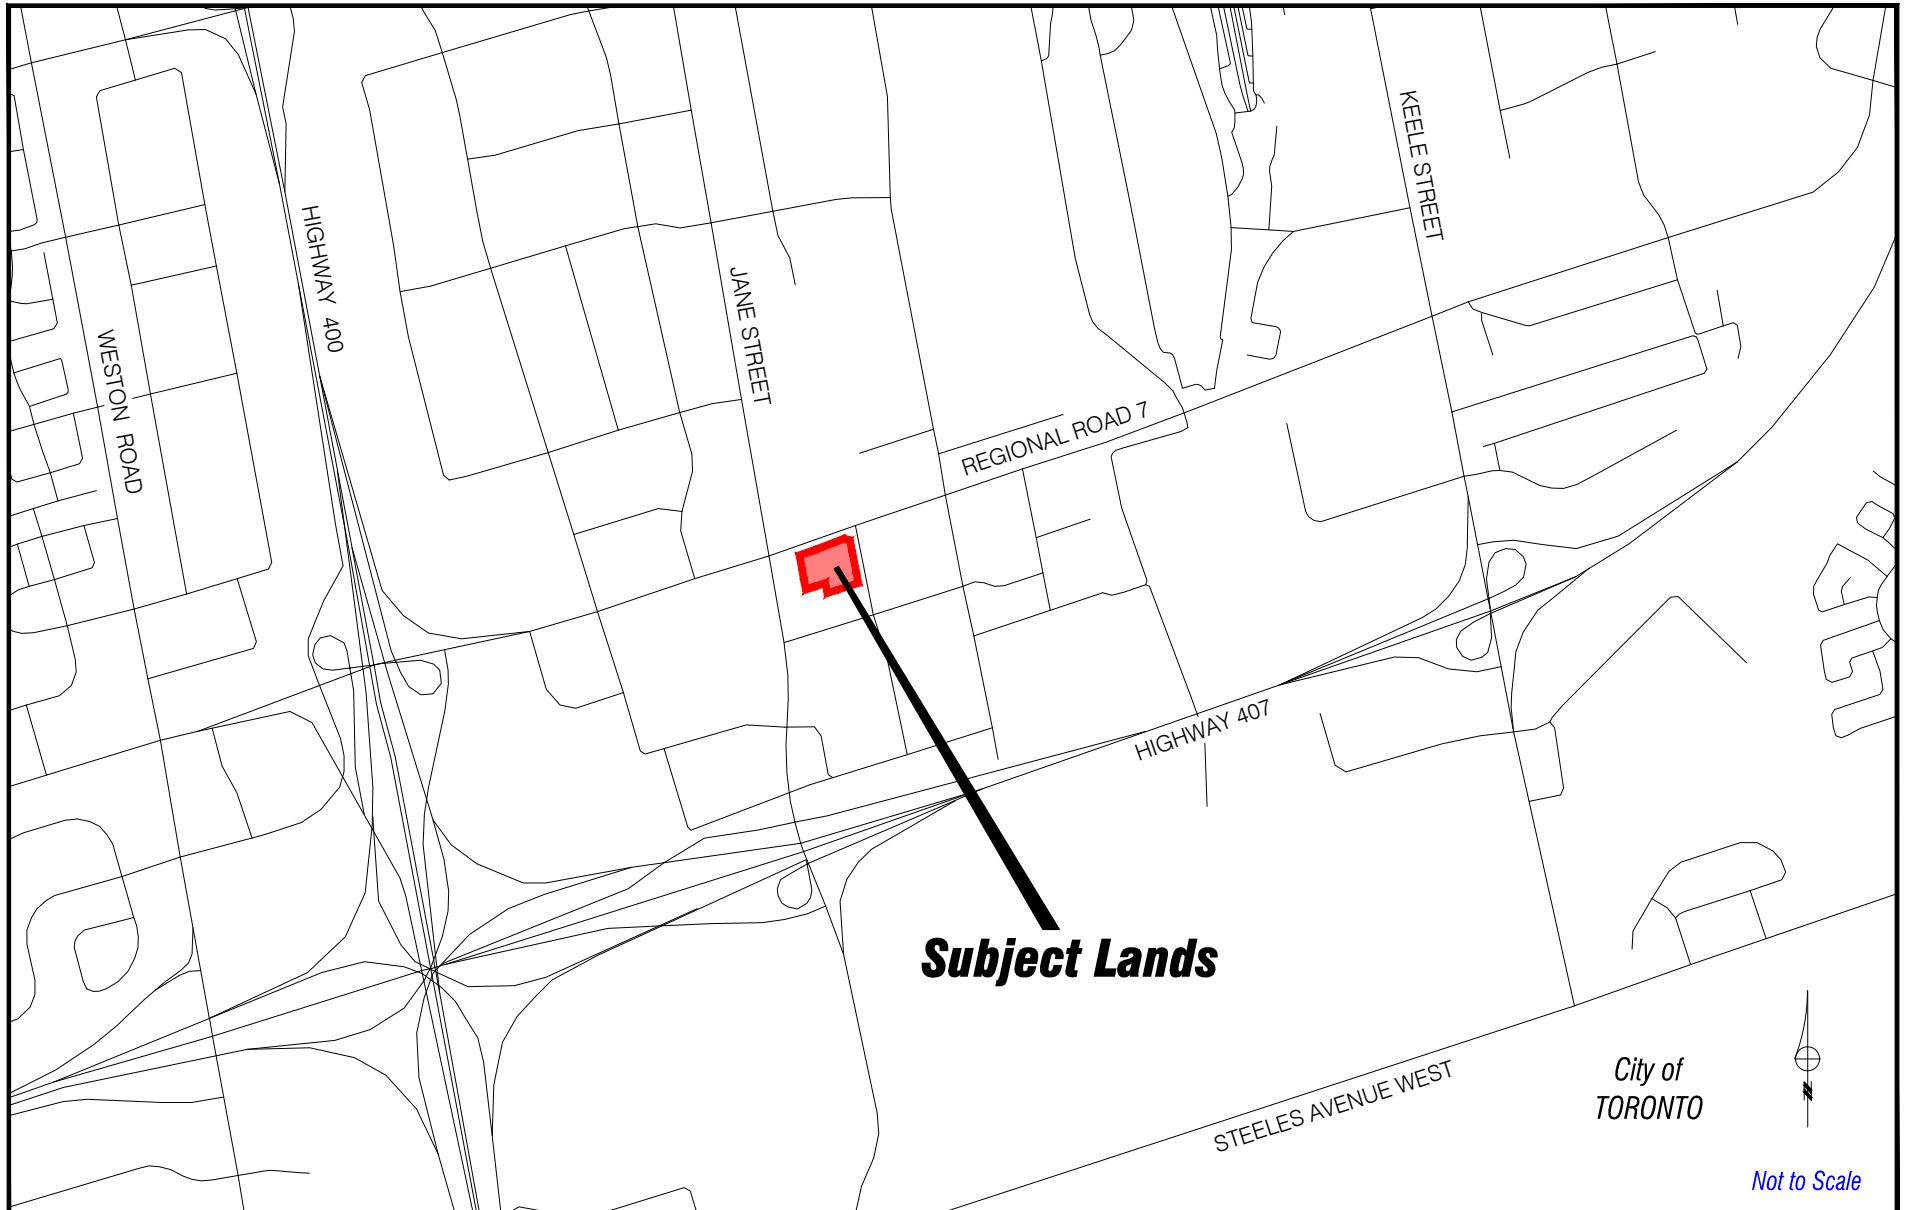 KEELE STREET
HIGHWAY 400
JANE STREET
WESTON ROAD
REGIONAL ROAD 7
HIGHWAY 407
Subject Lands
City of
TORONTO
STEELES AVENUE WEST
N
Not to Scale